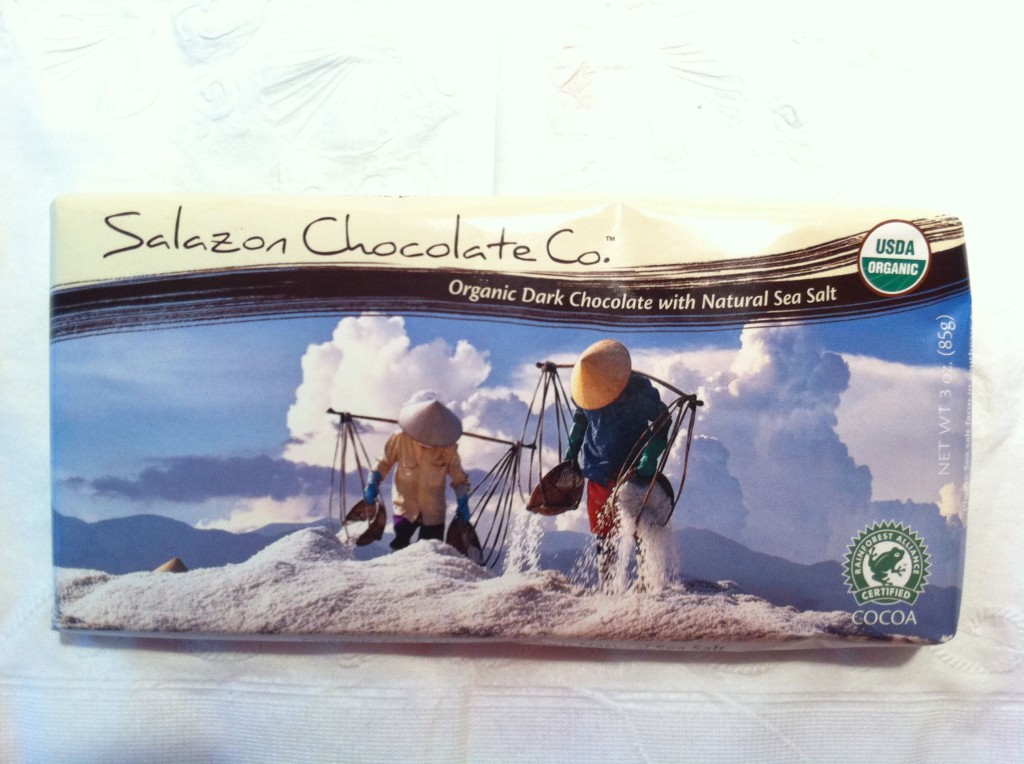 Salazon Chocolate Co.™
Organic Dark Chocolate with Natural Sea Salt
USDA
ORGANIC
NET WT 3 oz. (85g)
RAINFOREST ALLIANCE
CERTIFIED
COCOA